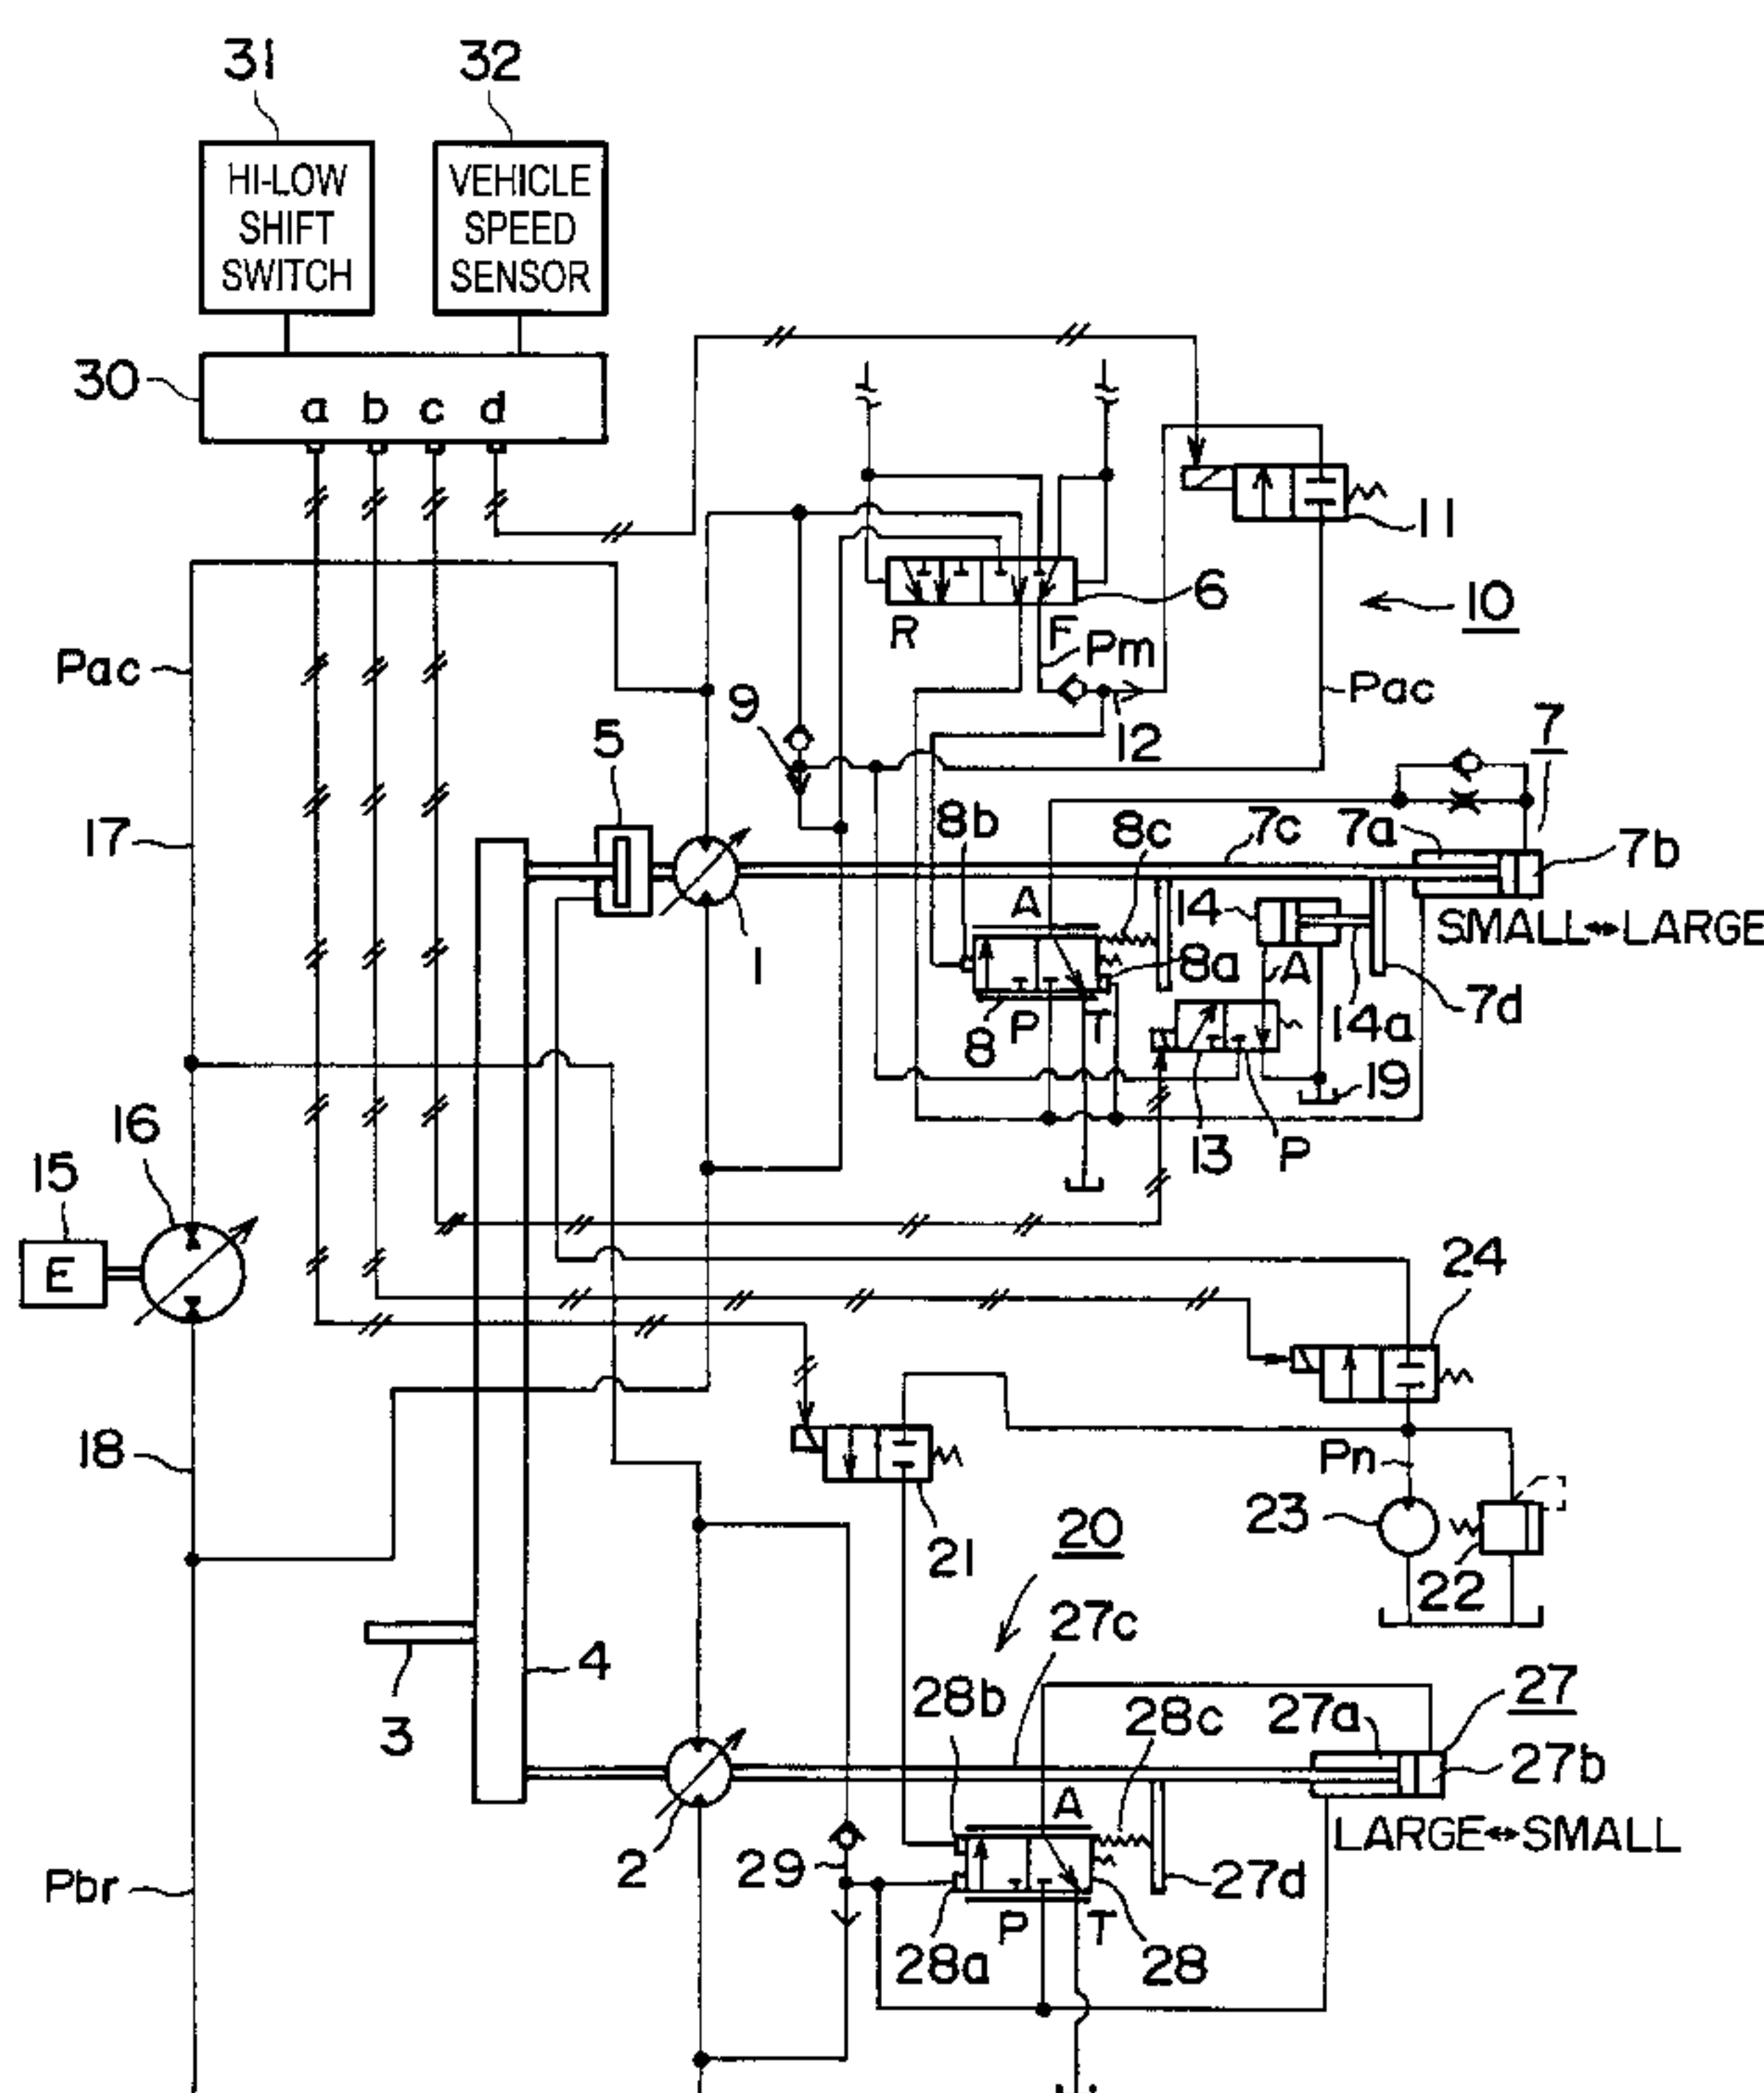 31 32
HI-LOW
SHIFT
SWITCH
VEHICLE
SPEED
SENSOR
30
a b c d
11
6
10
R F
Pm
Pac
Pac
9
12
5
7
17
8b
8c
7c
7a
7b
A
14
SMALL↔LARGE
1
8a
A
8
P
T
14a
7d
19
16
13
P
15
E
24
18
Pn
23
20
21
22
27c
4
3
28b
28c
27a
27
27b
A
LARGE↔SMALL
2
29
27d
Pbr
P
T
28a
28